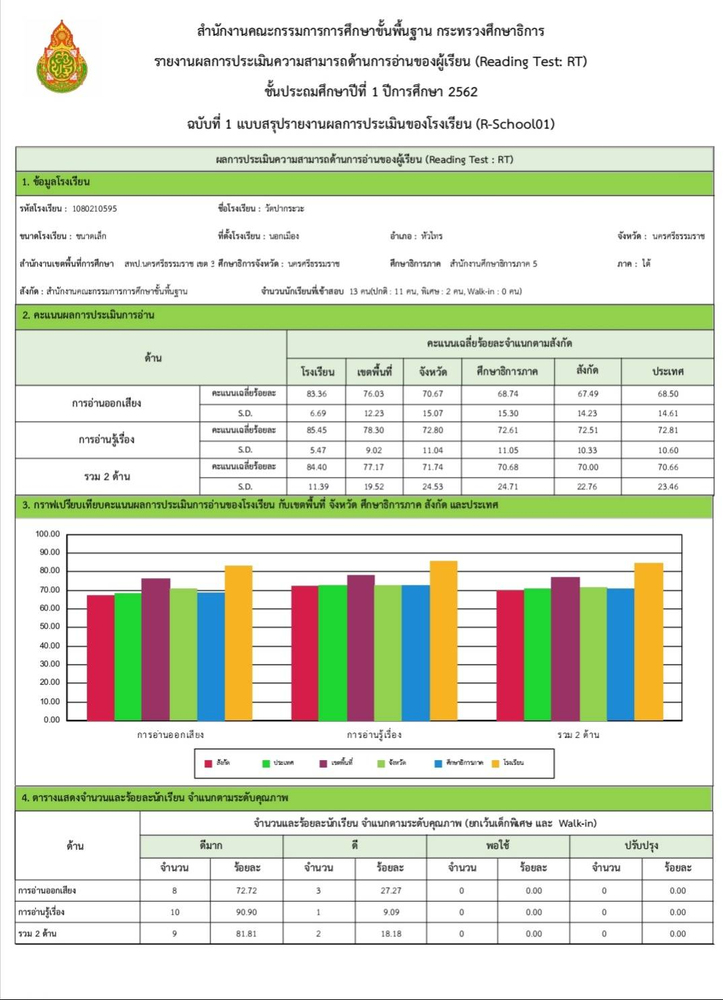 สำนักงานคณะกรรมการการศึกษาขั้นพื้นฐาน กระทรวงศึกษาธิการ
รายงานผลการประเมินความสามารถด้านการอ่านของผู้เรียน (Reading Test: RT)
ชั้นประถมศึกษาปีที่ 1 ปีการศึกษา 2562
ฉบับที่ 1 แบบสรุปรายงานผลการประเมินของโรงเรียน (R-School01)
ผลการประเมินความสามารถด้านการอ่านของผู้เรียน (Reading Test : RT)
1. ข้อมูลโรงเรียน
รหัสโรงเรียน : 1080210595 ชื่อโรงเรียน : วัดปากระวะ
ขนาดโรงเรียน : ขนาดเล็ก ที่ตั้งโรงเรียน : นอกเมือง อำเภอ : หัวไทร จังหวัด : นครศรีธรรมราช
สำนักงานเขตพื้นที่การศึกษา สพป.นครศรีธรรมราช เขต 3 ศึกษาธิการจังหวัด : นครศรีธรรมราช ศึกษาธิการภาค สำนักงานศึกษาธิการภาค 5 ภาค : ใต้
สังกัด : สำนักงานคณะกรรมการการศึกษาขั้นพื้นฐาน จำนวนนักเรียนที่เข้าสอบ 13 คน(ปกติ : 11 คน, พิเศษ : 2 คน, Walk-in : 0 คน)
2. คะแนนผลการประเมินการอ่าน
ด้าน คะแนนเฉลี่ยร้อยละจำแนกตามสังกัด
โรงเรียน เขตพื้นที่ จังหวัด ศึกษาธิการภาค สังกัด ประเทศ
การอ่านออกเสียง คะแนนเฉลี่ยร้อยละ 83.36 76.03 70.67 68.74 67.49 68.50
S.D. 6.69 12.23 15.07 15.30 14.23 14.61
การอ่านรู้เรื่อง คะแนนเฉลี่ยร้อยละ 85.45 78.30 72.80 72.61 72.51 72.81
S.D. 5.47 9.02 11.04 11.05 10.33 10.60
รวม 2 ด้าน คะแนนเฉลี่ยร้อยละ 84.40 77.17 71.74 70.68 70.00 70.66
S.D. 11.39 19.52 24.53 24.71 22.76 23.46
3. กราฟเปรียบเทียบคะแนนผลการประเมินการอ่านของโรงเรียน กับเขตพื้นที่ จังหวัด ศึกษาธิการภาค สังกัด และประเทศ
100.00
90.00
80.00
70.00
60.00
50.00
40.00
30.00
20.00
10.00
0.00
การอ่านออกเสียง การอ่านรู้เรื่อง รวม 2 ด้าน
สังกัด ประเทศ เขตพื้นที่ จังหวัด ศึกษาธิการภาค โรงเรียน
4. ตารางแสดงจำนวนและร้อยละนักเรียน จำแนกตามระดับคุณภาพ
ด้าน จำนวนและร้อยละนักเรียน จำแนกตามระดับคุณภาพ (ยกเว้นเด็กพิเศษ และ Walk-in)
ดีมาก ดี พอใช้ ปรับปรุง
จำนวน ร้อยละ จำนวน ร้อยละ จำนวน ร้อยละ จำนวน ร้อยละ
การอ่านออกเสียง 8 72.72 3 27.27 0 0.00 0 0.00
การอ่านรู้เรื่อง 10 90.90 1 9.09 0 0.00 0 0.00
รวม 2 ด้าน 9 81.81 2 18.18 0 0.00 0 0.00